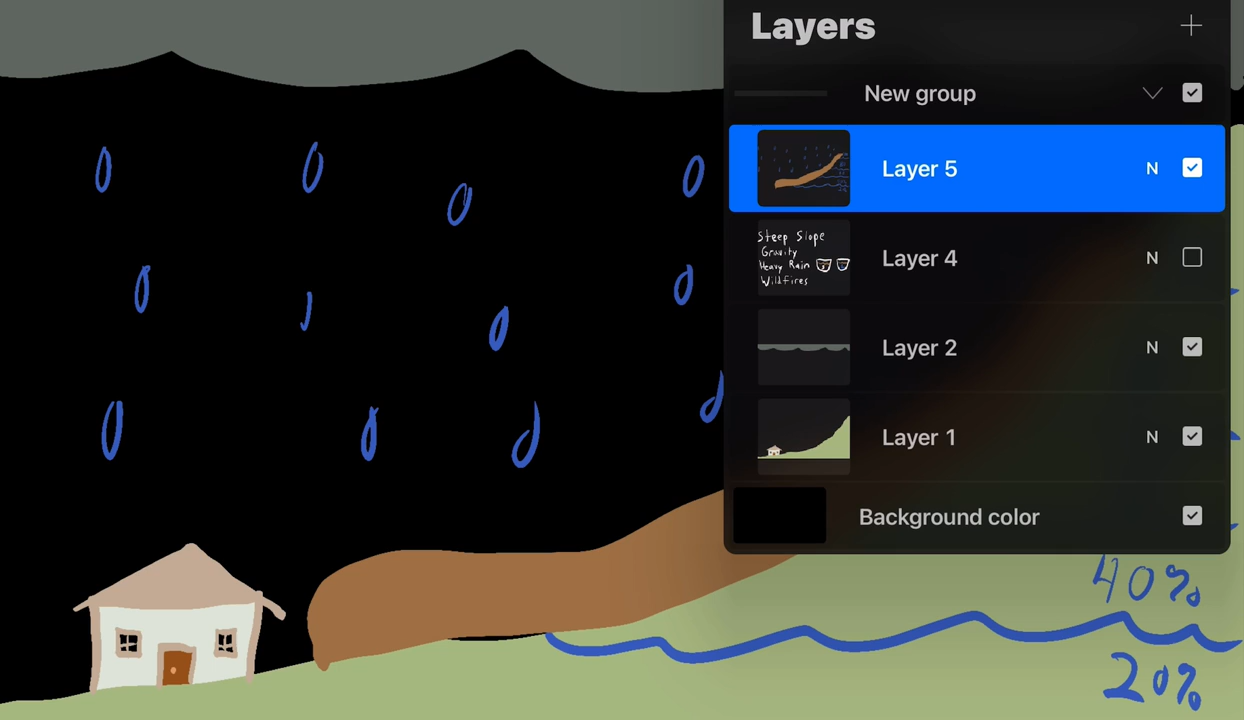 Layers
New group
Layer 5 N
Steep Slope
Gravity
Heavy Rain
Wildfires
Layer 4 N
Layer 2 N
Layer 1 N
Background color
40%
20%